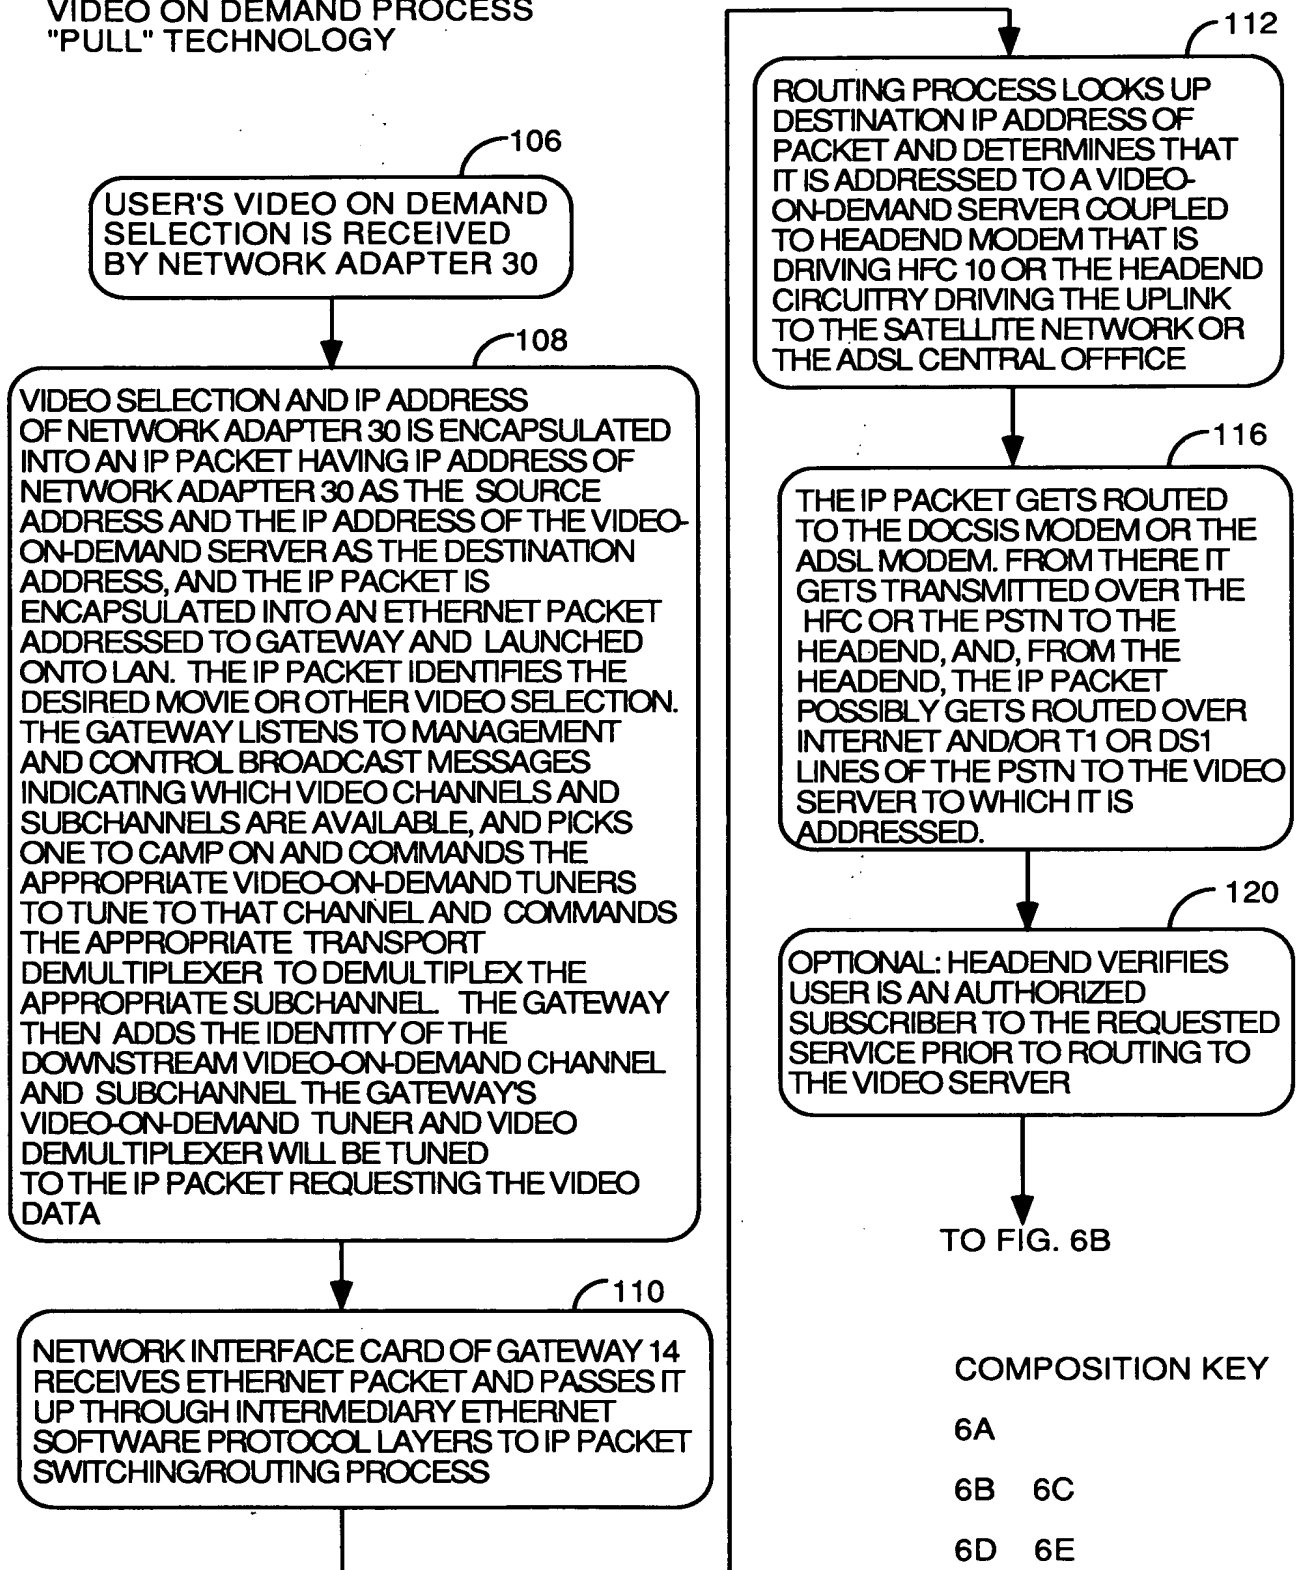 VIDEO ON DEMAND PROCESS
"PULL" TECHNOLOGY
106
USER'S VIDEO ON DEMAND
SELECTION IS RECEIVED
BY NETWORK ADAPTER 30
108
VIDEO SELECTION AND IP ADDRESS
OF NETWORK ADAPTER 30 IS ENCAPSULATED
INTO AN IP PACKET HAVING IP ADDRESS OF
NETWORK ADAPTER 30 AS THE SOURCE
ADDRESS AND THE IP ADDRESS OF THE VIDEO-
ON-DEMAND SERVER AS THE DESTINATION
ADDRESS, AND THE IP PACKET IS
ENCAPSULATED INTO AN ETHERNET PACKET
ADDRESSED TO GATEWAY AND LAUNCHED
ONTO LAN. THE IP PACKET IDENTIFIES THE
DESIRED MOVIE OR OTHER VIDEO SELECTION.
THE GATEWAY LISTENS TO MANAGEMENT
AND CONTROL BROADCAST MESSAGES
INDICATING WHICH VIDEO CHANNELS AND
SUBCHANNELS ARE AVAILABLE, AND PICKS
ONE TO CAMP ON AND COMMANDS THE
APPROPRIATE VIDEO-ON-DEMAND TUNERS
TO TUNE TO THAT CHANNEL AND COMMANDS
THE APPROPRIATE TRANSPORT
DEMULTIPLEXER TO DEMULTIPLEX THE
APPROPRIATE SUBCHANNEL. THE GATEWAY
THEN ADDS THE IDENTITY OF THE
DOWNSTREAM VIDEO-ON-DEMAND CHANNEL
AND SUBCHANNEL THE GATEWAY'S
VIDEO-ON-DEMAND TUNER AND VIDEO
DEMULTIPLEXER WILL BE TUNED
TO THE IP PACKET REQUESTING THE VIDEO
DATA
110
NETWORK INTERFACE CARD OF GATEWAY 14
RECEIVES ETHERNET PACKET AND PASSES IT
UP THROUGH INTERMEDIARY ETHERNET
SOFTWARE PROTOCOL LAYERS TO IP PACKET
SWITCHING/ROUTING PROCESS
112
ROUTING PROCESS LOOKS UP
DESTINATION IP ADDRESS OF
PACKET AND DETERMINES THAT
IT IS ADDRESSED TO A VIDEO-
ON-DEMAND SERVER COUPLED
TO HEADEND MODEM THAT IS
DRIVING HFC 10 OR THE HEADEND
CIRCUITRY DRIVING THE UPLINK
TO THE SATELLITE NETWORK OR
THE ADSL CENTRAL OFFFICE
116
THE IP PACKET GETS ROUTED
TO THE DOCSIS MODEM OR THE
ADSL MODEM. FROM THERE IT
GETS TRANSMITTED OVER THE
HFC OR THE PSTN TO THE
HEADEND, AND, FROM THE
HEADEND, THE IP PACKET
POSSIBLY GETS ROUTED OVER
INTERNET AND/OR T1 OR DS1
LINES OF THE PSTN TO THE VIDEO
SERVER TO WHICH IT IS
ADDRESSED.
120
OPTIONAL: HEADEND VERIFIES
USER IS AN AUTHORIZED
SUBSCRIBER TO THE REQUESTED
SERVICE PRIOR TO ROUTING TO
THE VIDEO SERVER
TO FIG. 6B
COMPOSITION KEY
6A
6B 6C
6D 6E